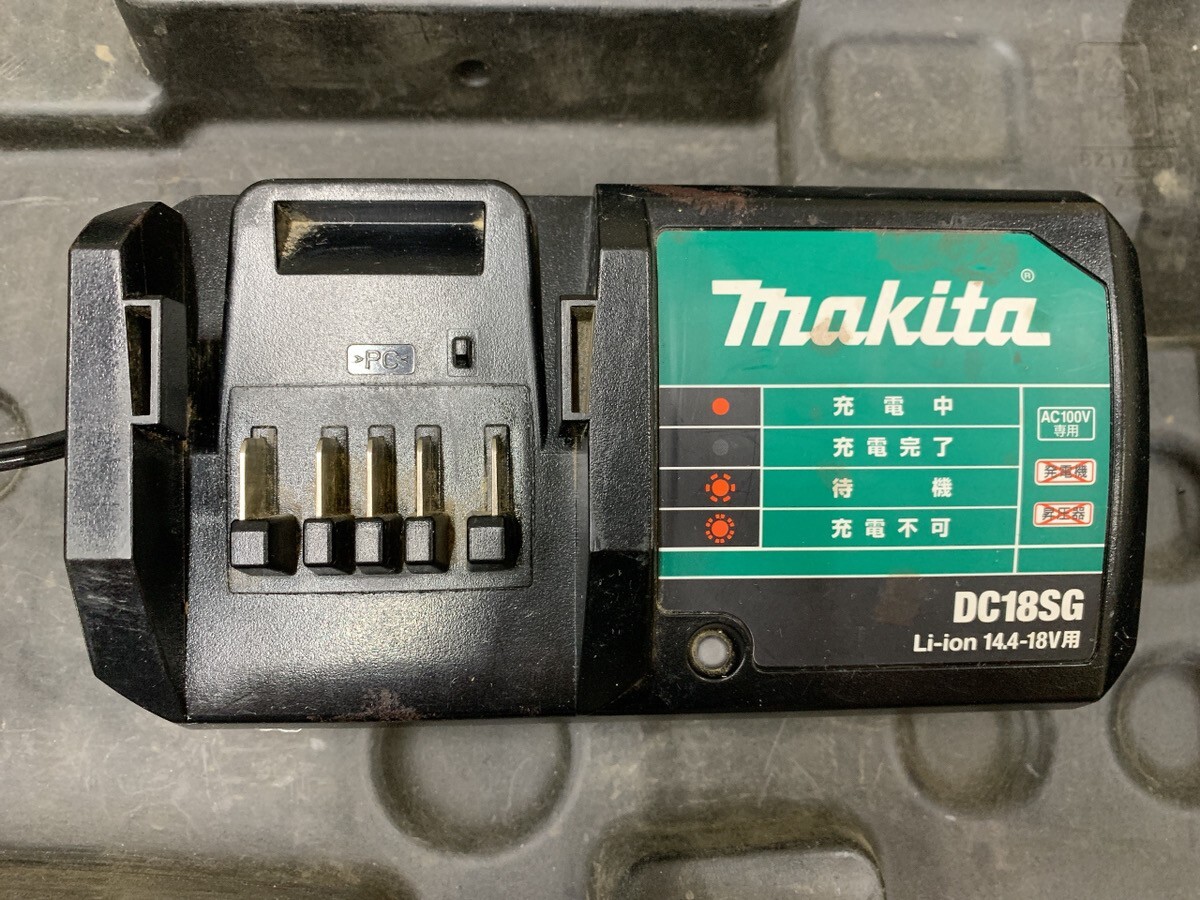 >PC<
makita®
充電中
充電完了
待機
充電不可
AC100V
専用
発電機
昇圧器
DC18SG
Li-ion 14.4-18V用